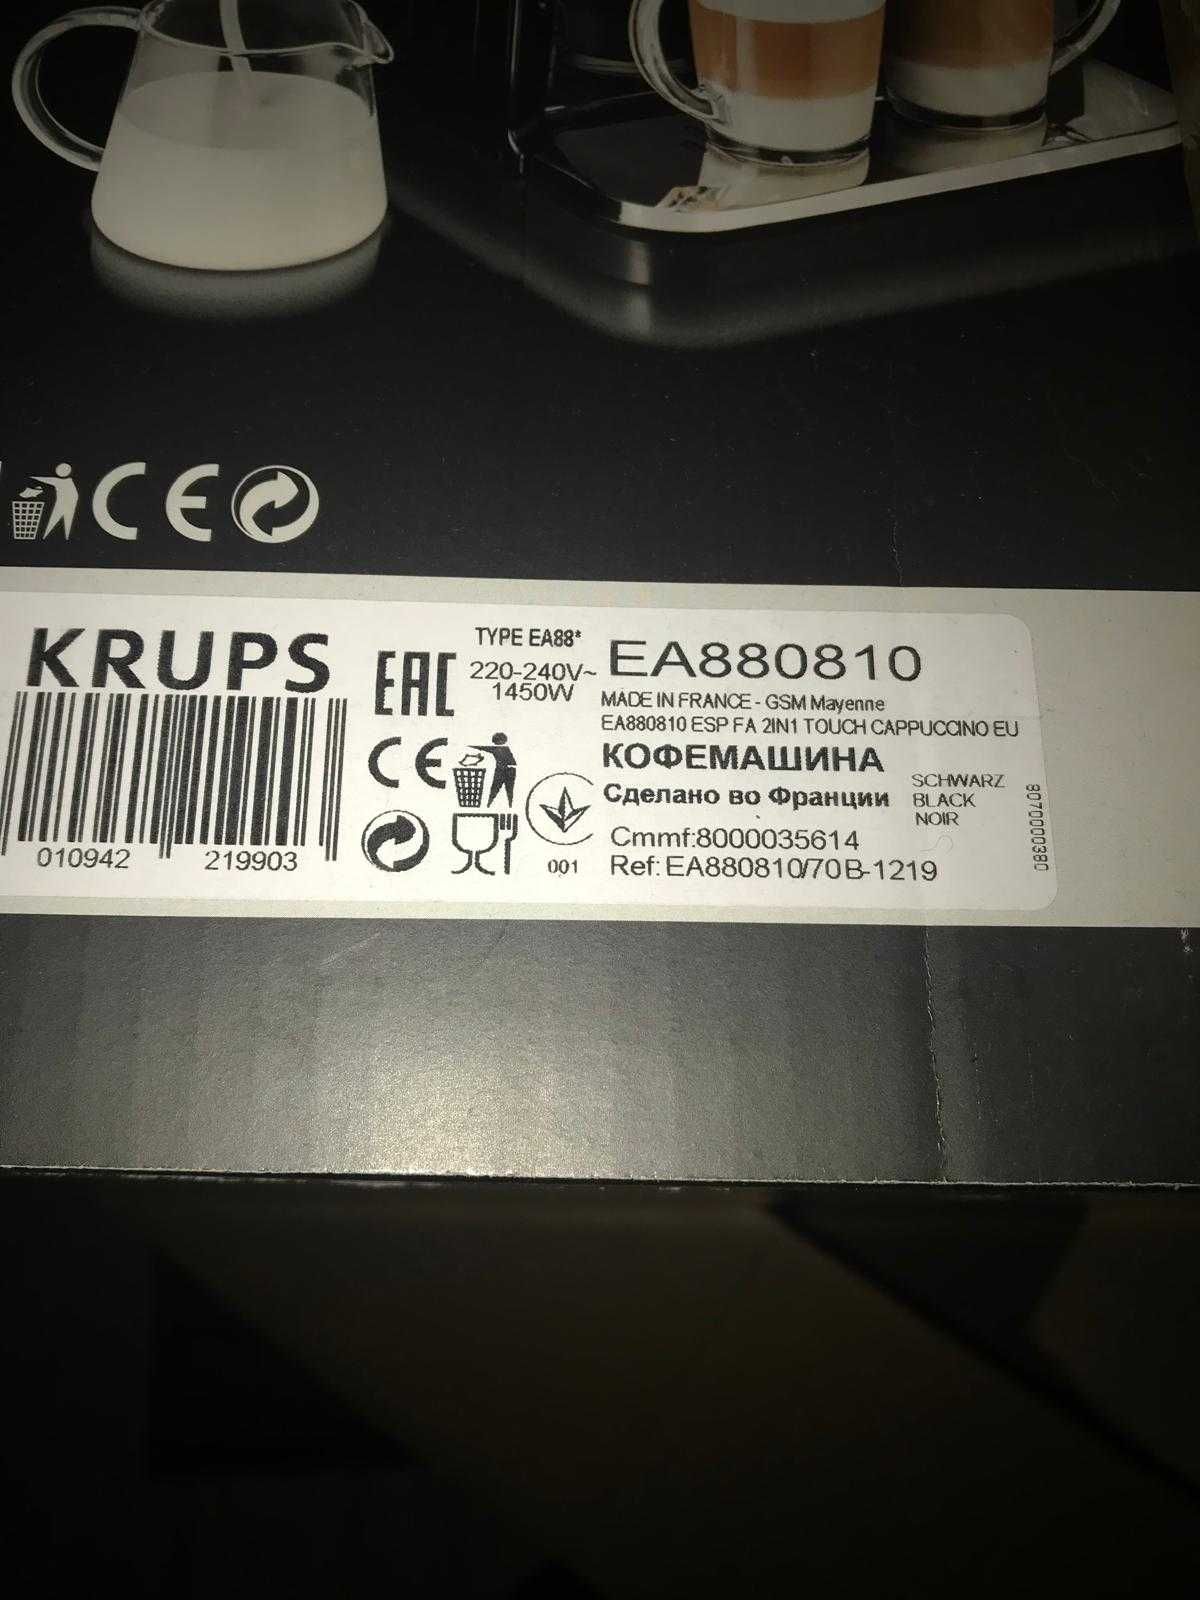 KRUPS
010942 219903
EAC
CE
TYPE EA88*
220-240V~
1450W
001
EA880810
MADE IN FRANCE - GSM Mayenne
EA880810 ESP FA 2IN1 TOUCH CAPPUCCINO EU
КОФЕМАШИНА
Сделано во Франции
SCHWARZ
BLACK
NOIR
Cmmf:8000035614
Ref: EA880810/70B-1219
8070000380
CE